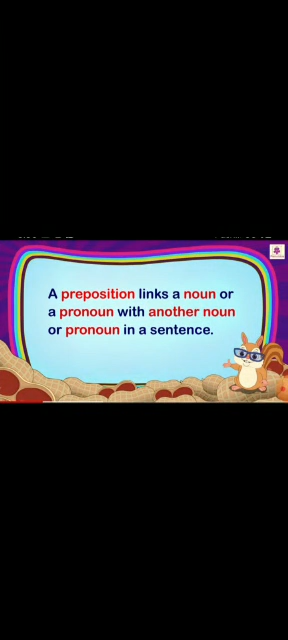 A preposition links a noun or
a pronoun with another noun
or pronoun in a sentence.